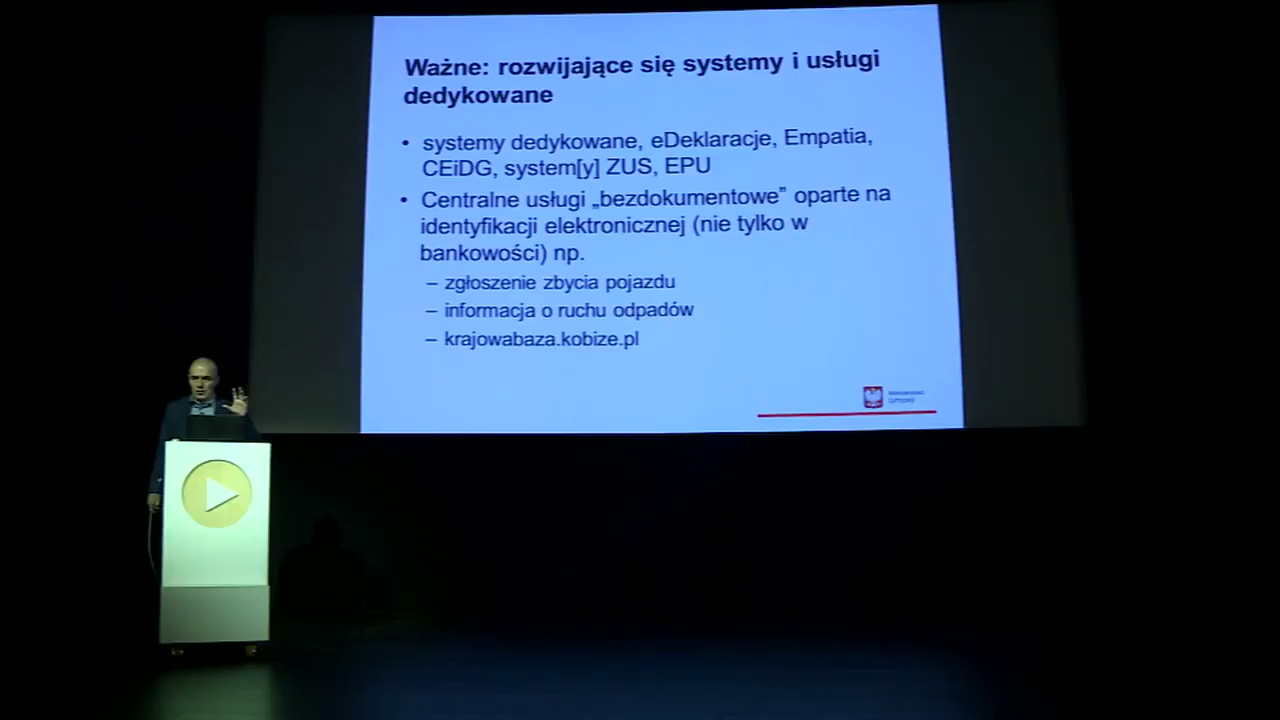 Ważne: rozwijające się systemy i usługi
dedykowane
• systemy dedykowane, eDeklaracje, Empatia,
CEiDG, system[y] ZUS, EPU
• Centralne usługi „bezdokumentowe” oparte na
identyfikacji elektronicznej (nie tylko w
bankowości) np.
– zgłoszenie zbycia pojazdu
– informacja o ruchu odpadów
– krajowabaza.kobize.pl